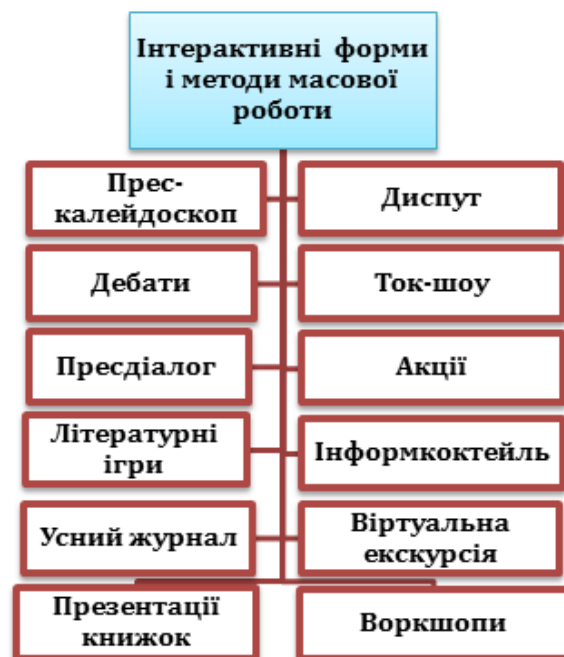 Інтерактивні форми
і методи масової
роботи
Прес-
калейдоскоп
Диспут
Дебати
Ток-шоу
Пресдіалог
Акції
Літературні
ігри
Інформкоктейль
Усний журнал
Віртуальна
екскурсія
Презентації
книжок
Воркшопи